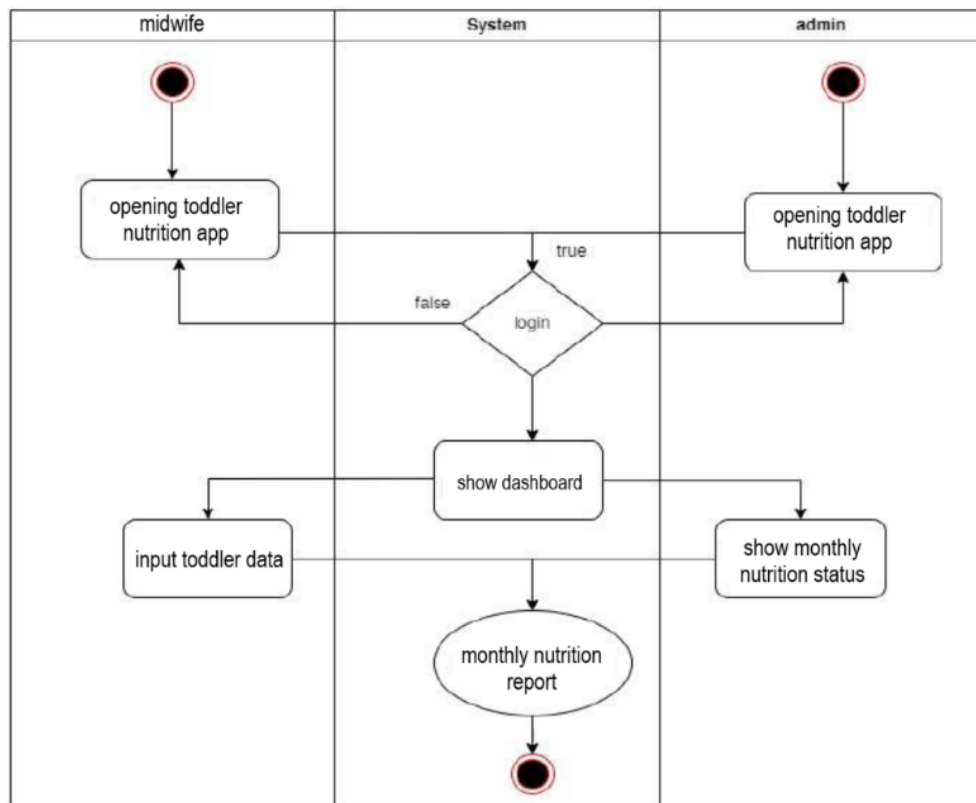 midwife
System
admin
opening toddler
nutrition app
opening toddler
nutrition app
true
false
login
show dashboard
input toddler data
show monthly
nutrition status
monthly nutrition
report